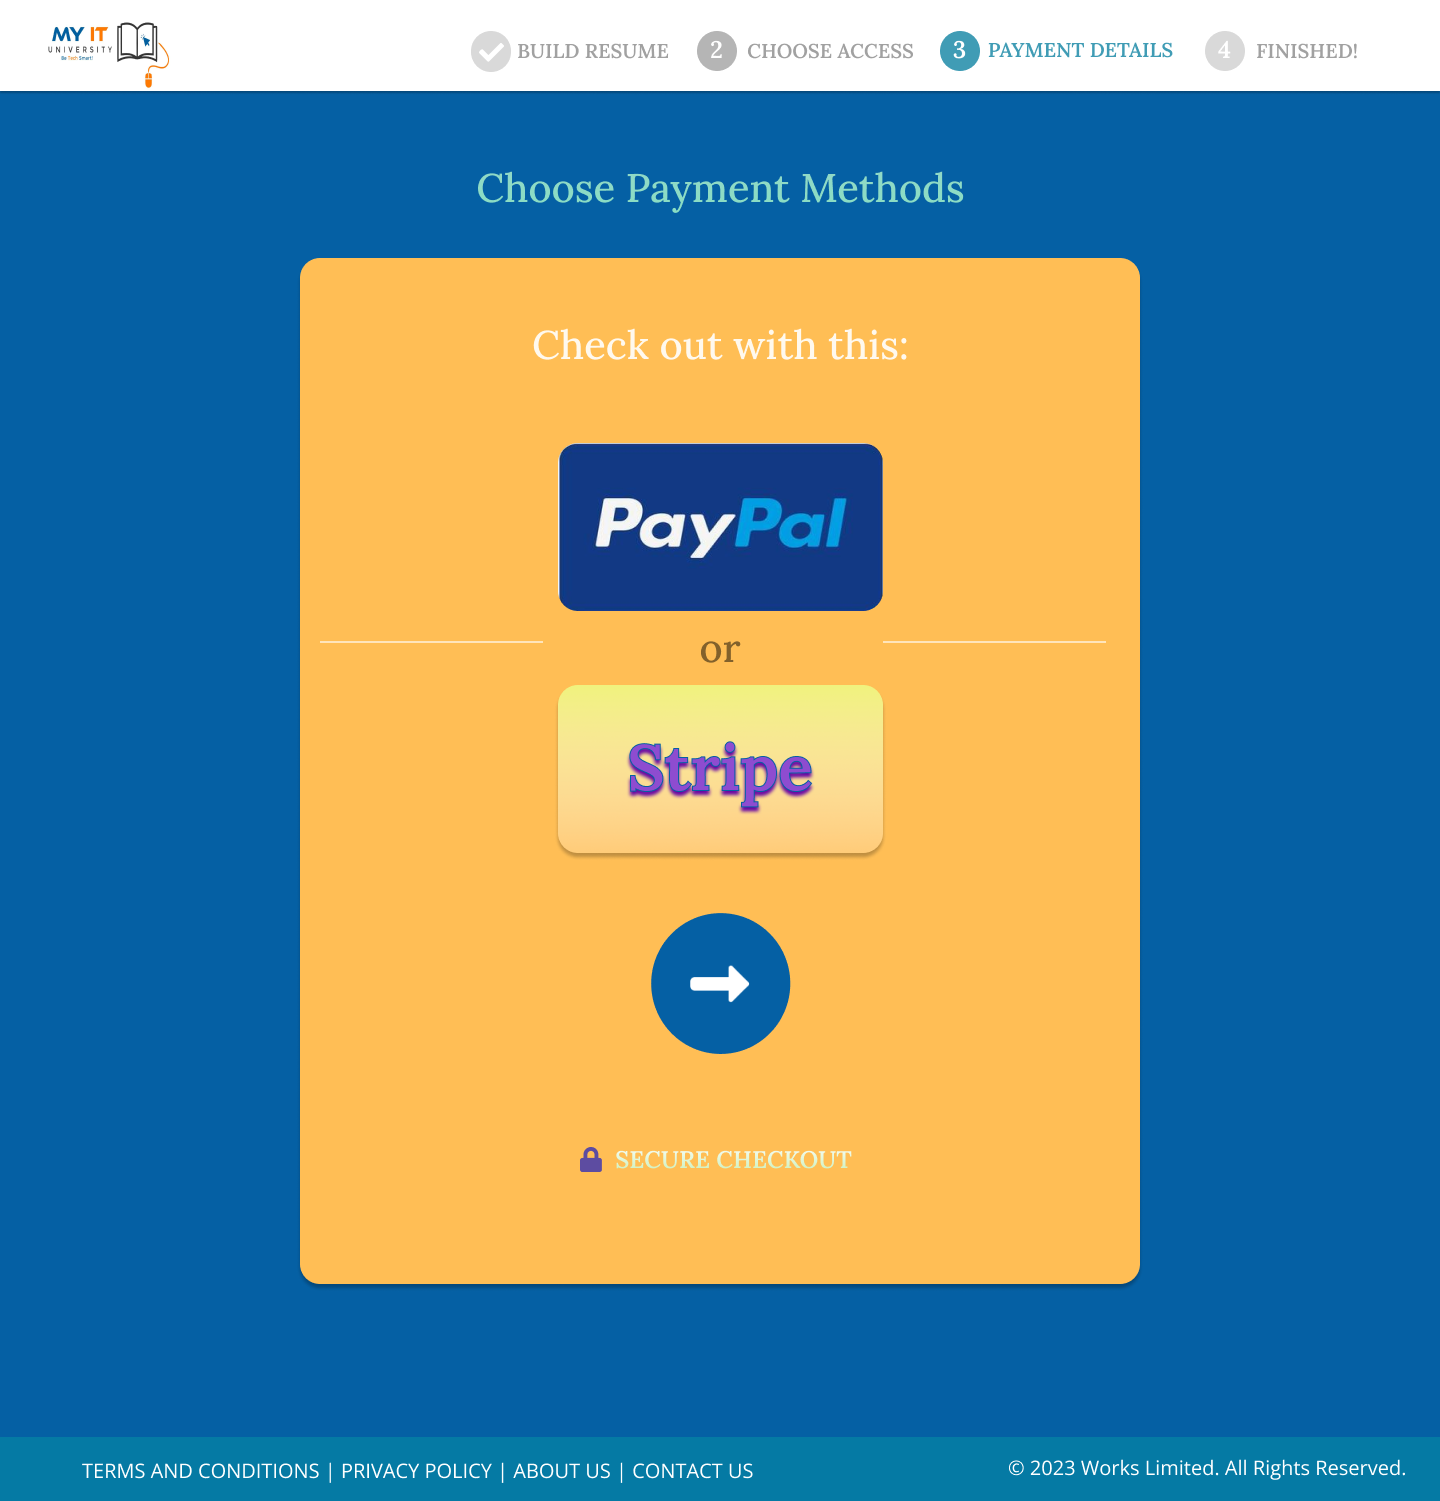 MY IT
UNIVERSITY
Be Tech Smart!
BUILD RESUME
2 CHOOSE ACCESS
3 PAYMENT DETAILS
4 FINISHED!
Choose Payment Methods
Check out with this:
PayPal
or
Stripe
SECURE CHECKOUT
TERMS AND CONDITIONS | PRIVACY POLICY | ABOUT US | CONTACT US
© 2023 Works Limited. All Rights Reserved.